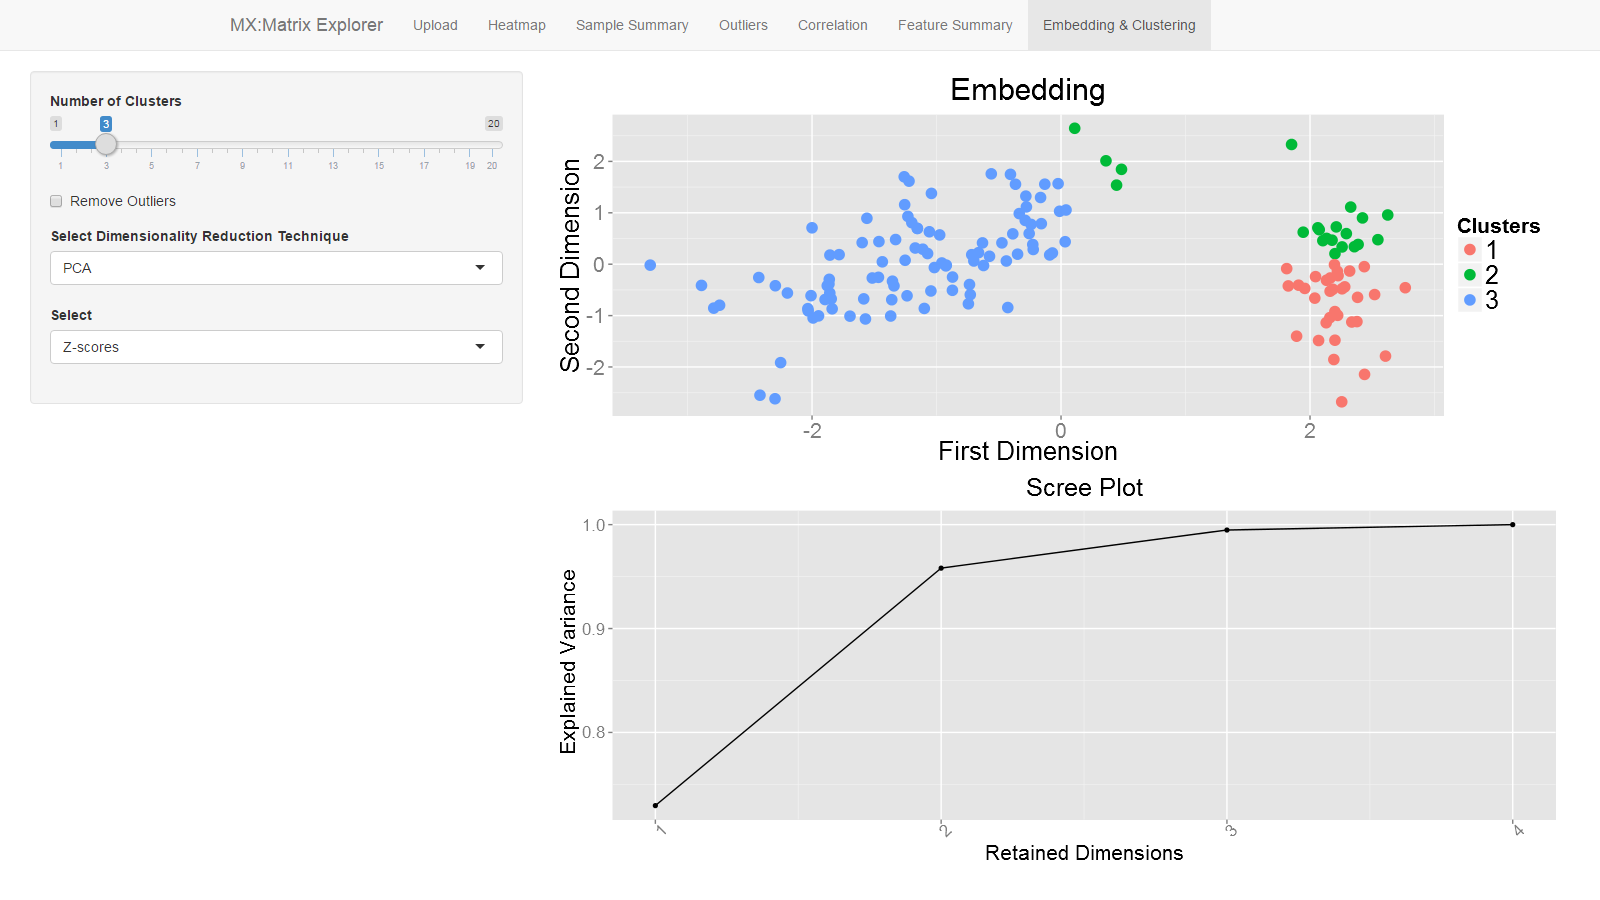 MX:Matrix Explorer Upload Heatmap Sample Summary Outliers Correlation Feature Summary Embedding & Clustering
Number of Clusters
1 3 20
1 3 5 7 9 11 13 15 17 19 20
Remove Outliers
Select Dimensionality Reduction Technique
PCA
Select
Z-scores
Embedding
Second Dimension
2
1
0
-1
-2
-2 0 2
First Dimension
Clusters
1
2
3
Scree Plot
Explained Variance
1.0
0.9
0.8
1 2 3 4
Retained Dimensions